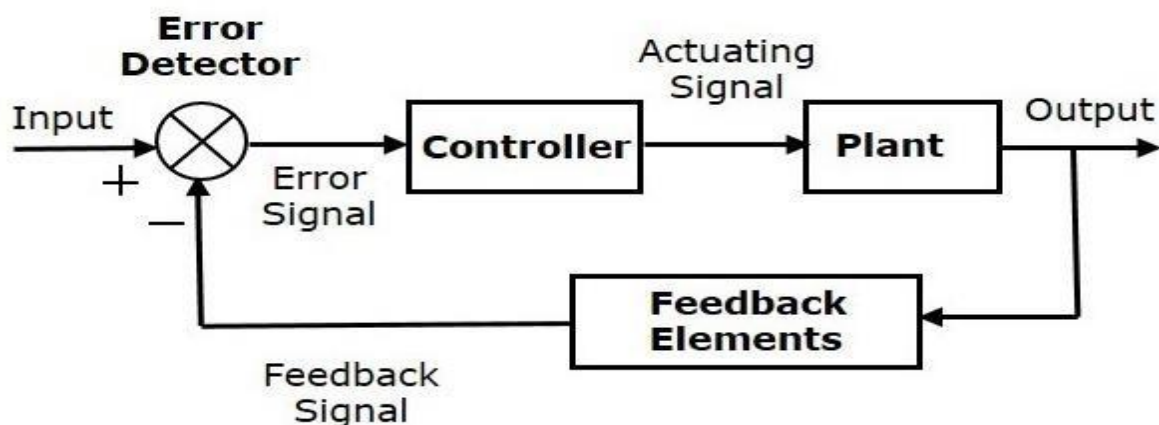 Error
Detector
Input
+
−
Error
Signal
Controller
Actuating
Signal
Plant
Output
Feedback
Elements
Feedback
Signal